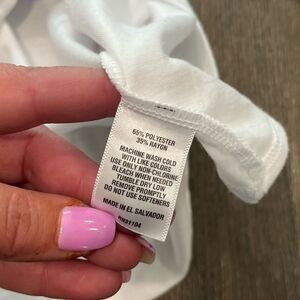 65% POLYESTER
35% RAYON
MACHINE WASH COLD
WITH LIKE COLORS
USE ONLY NON-CHLORINE
BLEACH WHEN NEEDED
TUMBLE DRY LOW
REMOVE PROMPTLY
DO NOT USE SOFTENERS
MADE IN EL SALVADOR